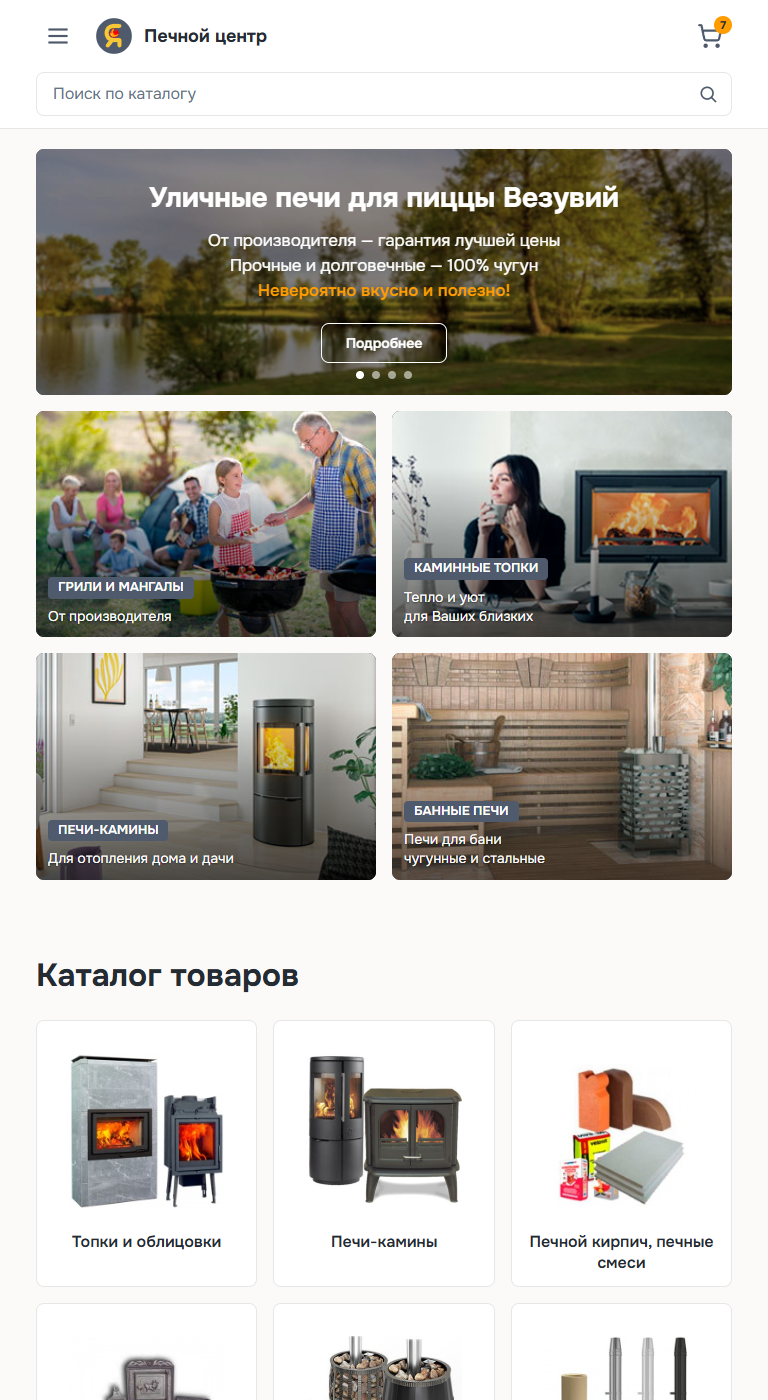 Печной центр
7
Поиск по каталогу
Уличные печи для пиццы Везувий
От производителя — гарантия лучшей цены
Прочные и долговечные — 100% чугун
Невероятно вкусно и полезно!
Подробнее
ГРИЛИ И МАНГАЛЫ
От производителя
КАМИННЫЕ ТОПКИ
Тепло и уют
для Ваших близких
ПЕЧИ-КАМИНЫ
Для отопления дома и дачи
БАННЫЕ ПЕЧИ
Печи для бани
чугунные и стальные
Каталог товаров
Топки и облицовки
Печи-камины
Печной кирпич, печные
смеси